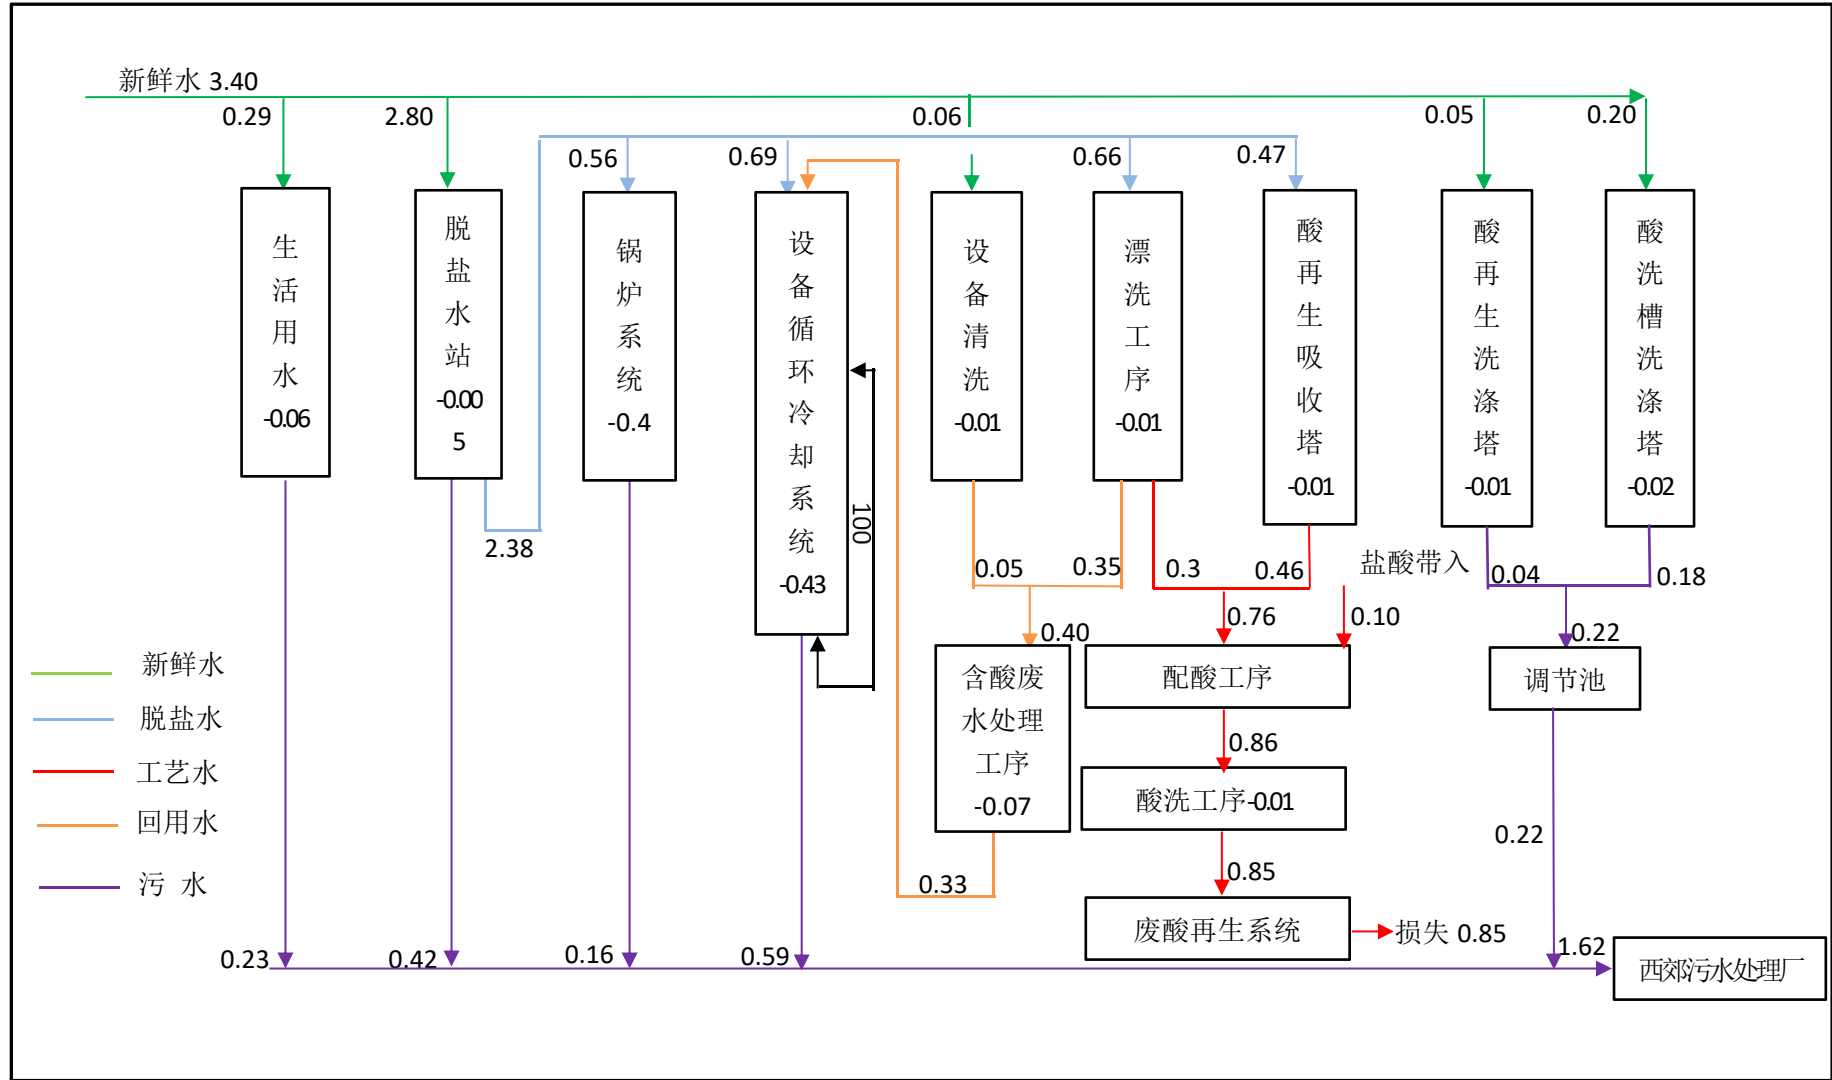 新鲜水 3.40
0.29
2.80
0.06
0.05
0.20
0.56
0.69
0.66
0.47
生活用水
-0.06
脱盐水站
-0.00
5
锅炉系统
-0.4
设备循环冷却系统
-0.43
设备清洗
-0.01
漂洗工序
-0.01
酸再生吸收塔
-0.01
酸再生洗涤塔
-0.01
酸洗槽洗涤塔
-0.02
100
2.38
0.05
0.35
0.3
0.46
盐酸带入
0.04
0.18
0.40
0.76
0.10
0.22
含酸废
水处理
工序
-0.07
配酸工序
调节池
0.86
酸洗工序-0.01
0.22
0.85
0.33
废酸再生系统
损失 0.85
新鲜水
脱盐水
工艺水
回用水
污 水
0.23
0.42
0.16
0.59
1.62
西郊污水处理厂